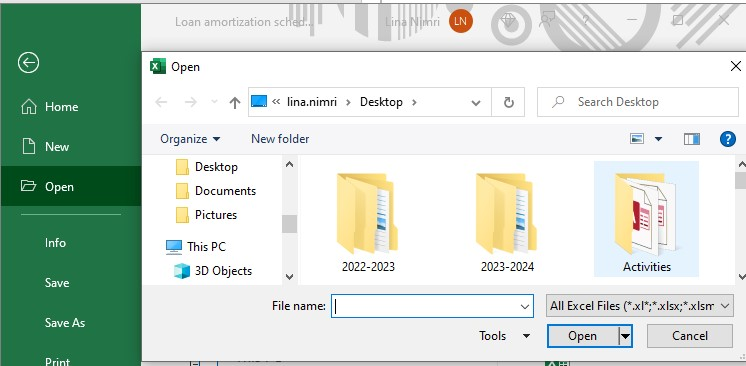 Loan amortization sched... Lina Nimri LN
Open
Home
New
Open
Info
Save
Save As
Print
lina.nimri Desktop
Search Desktop
Organize New folder
Desktop
Documents
Pictures
This PC
3D Objects
2022-2023 2023-2024 Activities
File name: All Excel Files (*.xl*;*.xlsx;*.xlsm
Tools Open Cancel